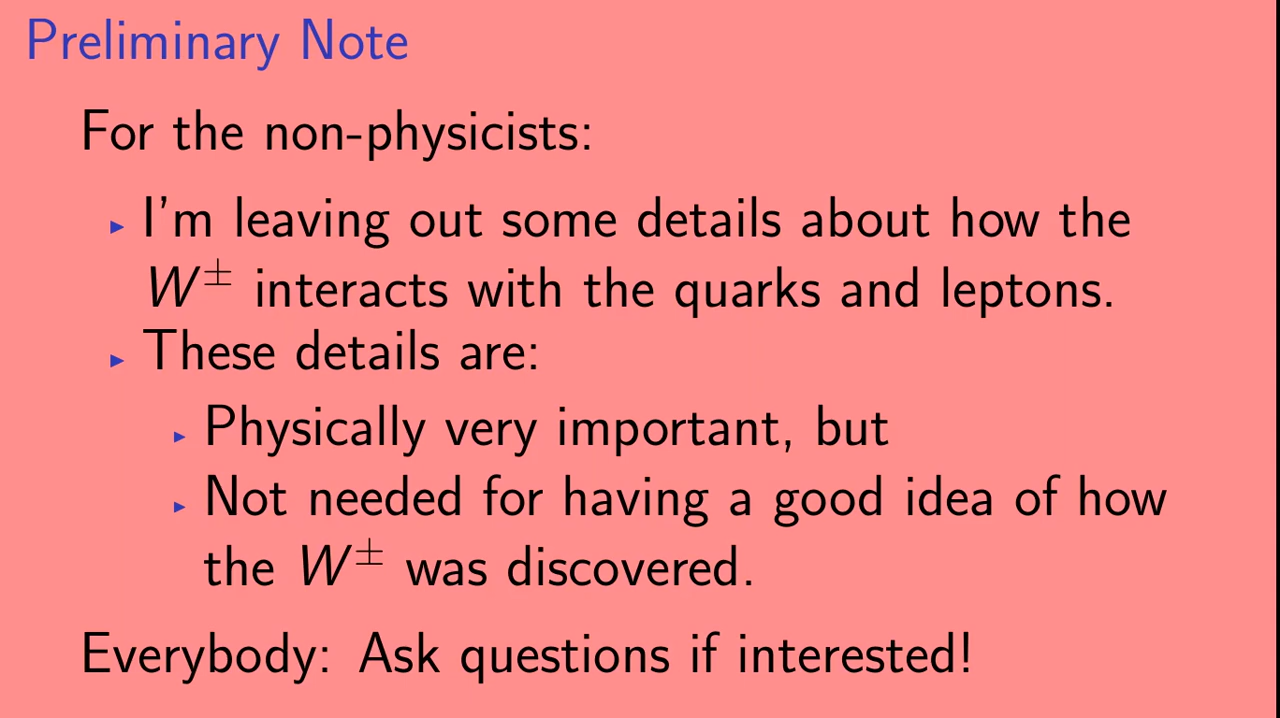 Preliminary Note
For the non-physicists:
▸ I'm leaving out some details about how the
W± interacts with the quarks and leptons.
▸ These details are:
▸ Physically very important, but
▸ Not needed for having a good idea of how
the W± was discovered.
Everybody: Ask questions if interested!